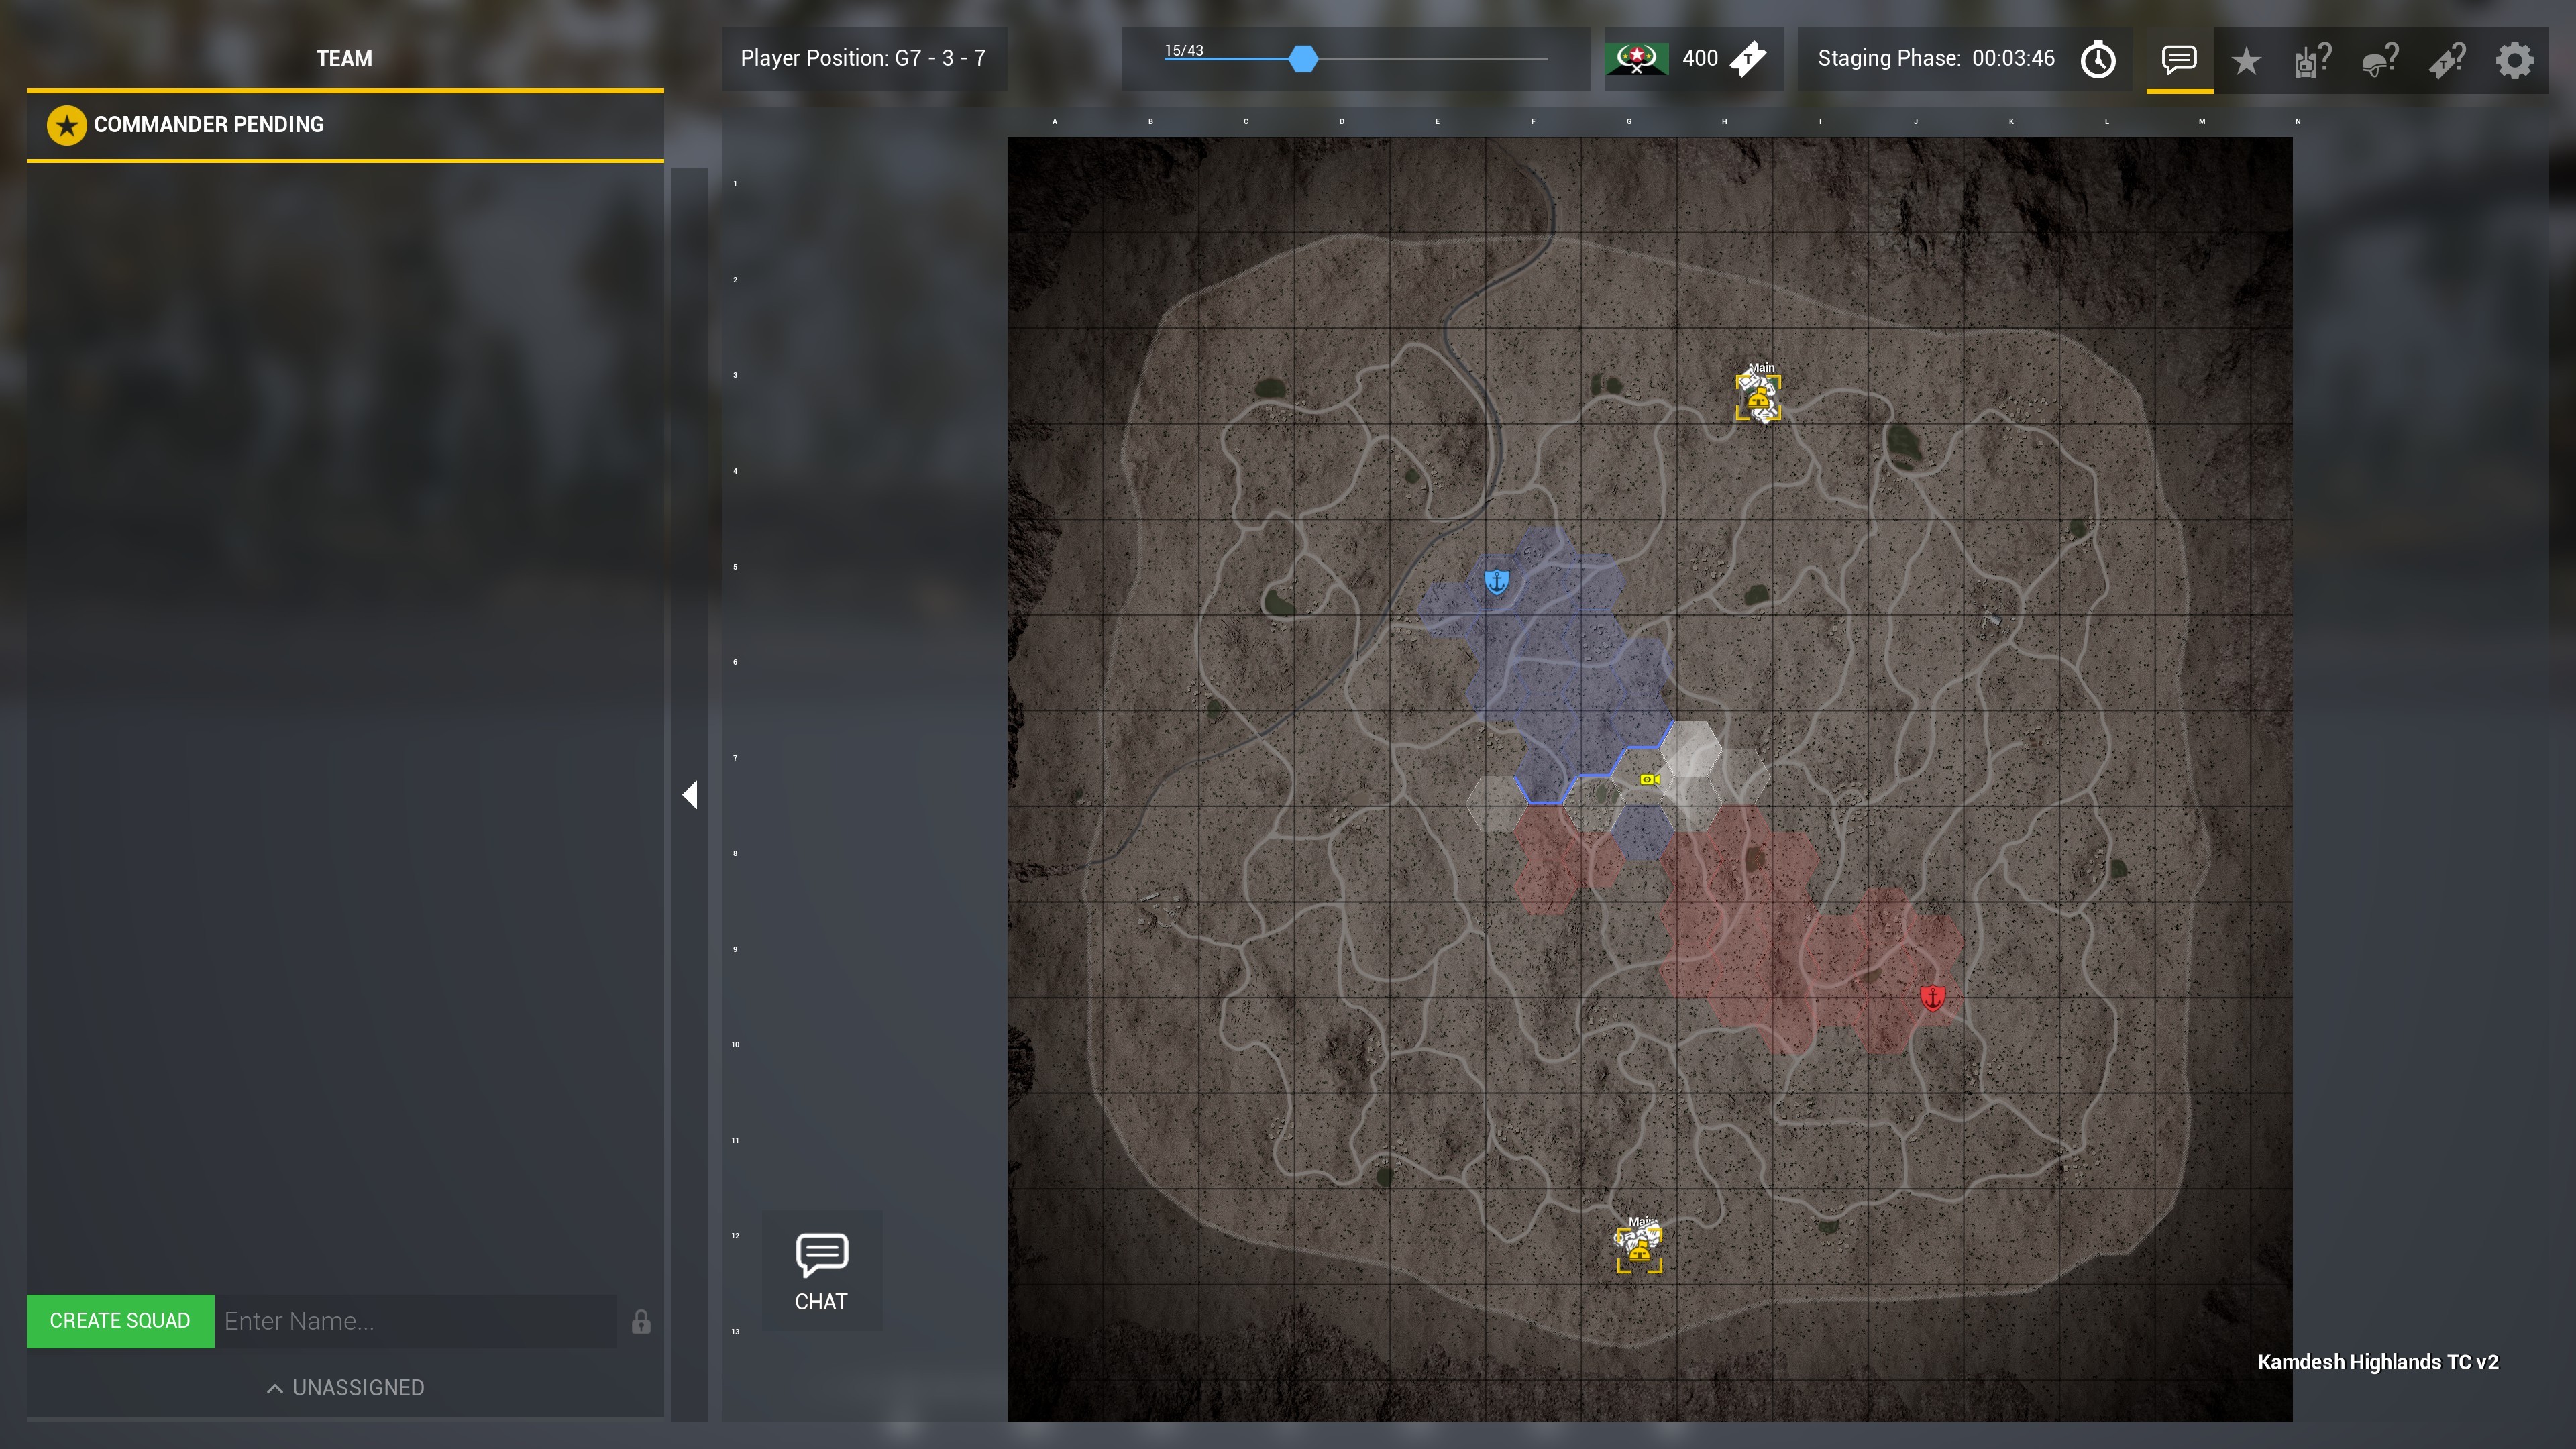 TEAM
COMMANDER PENDING
Player Position: G7 - 3 - 7
15/43
400
T
Staging Phase: 00:03:46
?
?
T?
A B C D E F G H I J K L M N
1
2
3
4
5
6
7
8
9
10
11
12
13
Main
Main
CHAT
CREATE SQUAD
Enter Name...
UNASSIGNED
Kamdesh Highlands TC v2